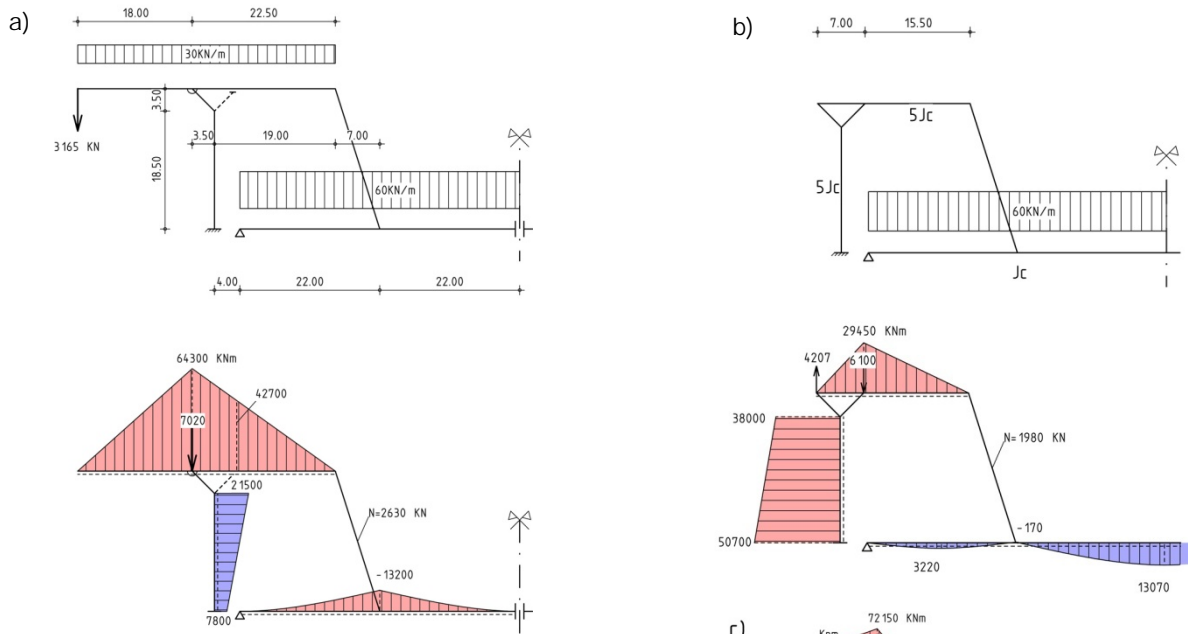 a)
18.00 22.50
30KN/m
3.50
3165 KN
18.50
3.50 19.00 7.00
60KN/m
4.00 22.00 22.00
64300 KNm
42700
7020
21500
N=2630 KN
-13200
7800
b)
7.00 15.50
5Jc
5Jc
60KN/m
Jc
29450 KNm
4207 6100
38000
N=1980 KN
-170
50700
3220
13070
72150 KNm
c)